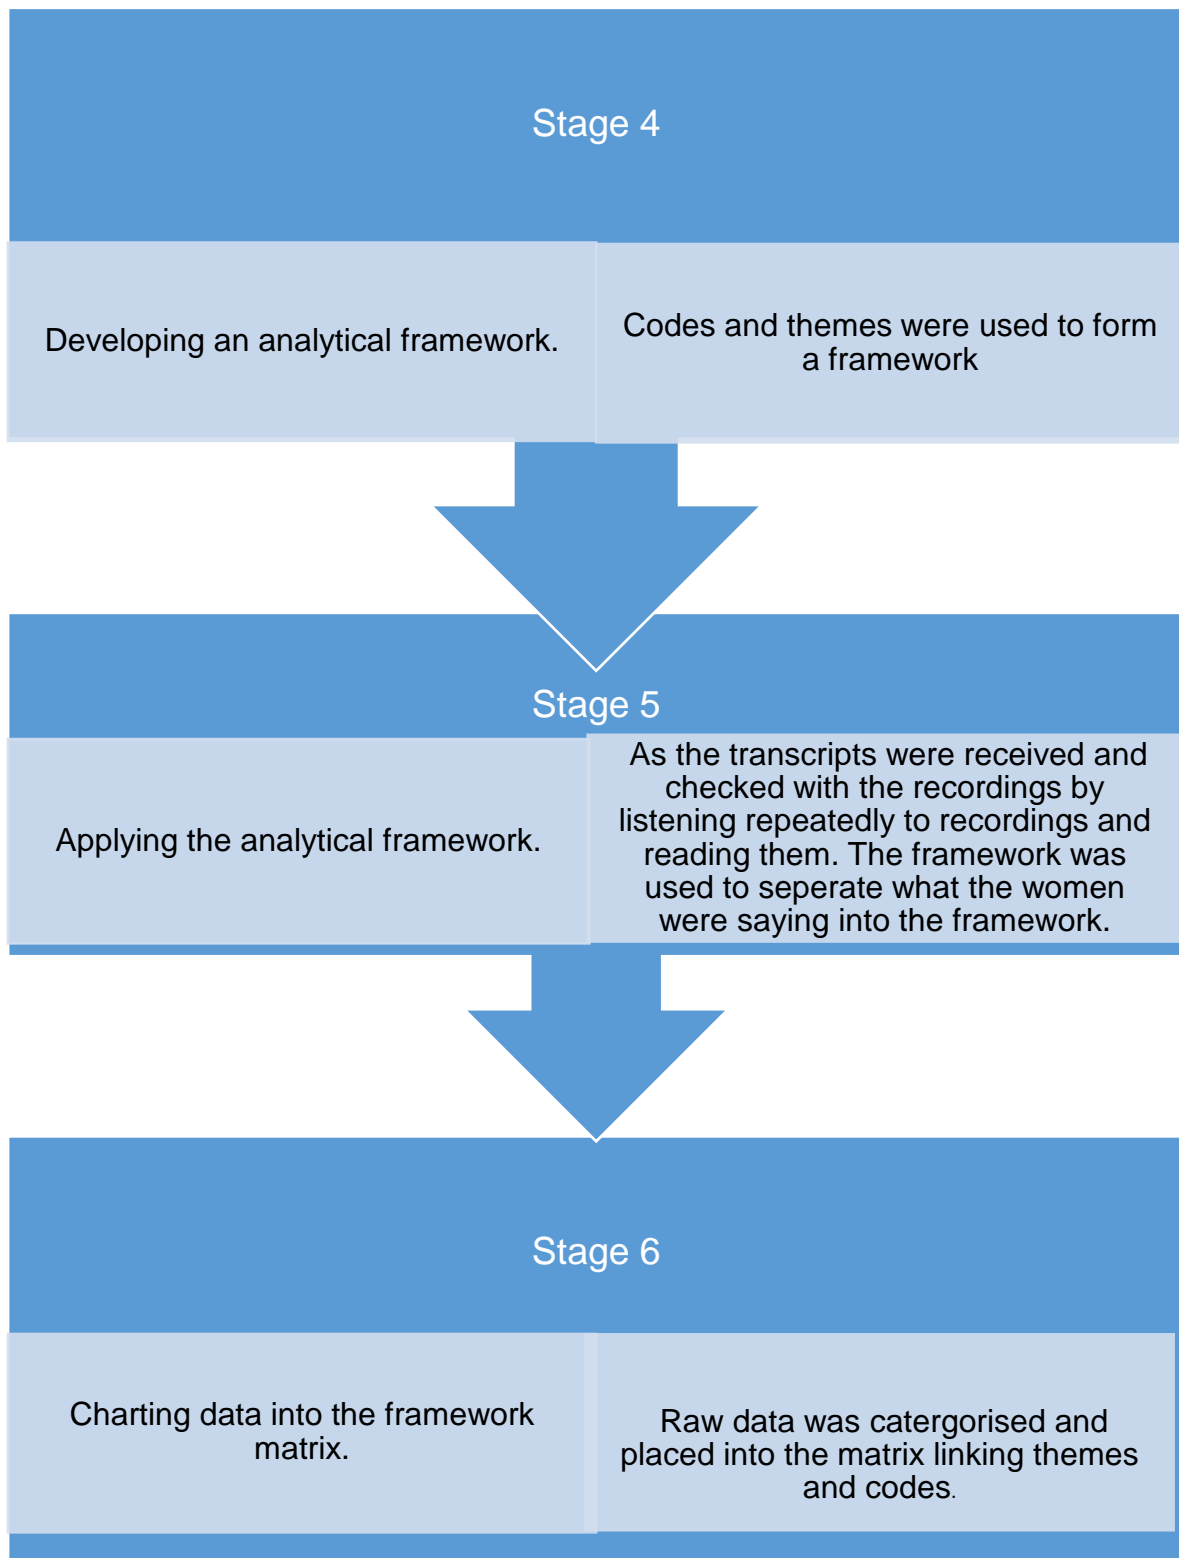 Stage 4
Developing an analytical framework.
Codes and themes were used to form
a framework
Stage 5
Applying the analytical framework.
As the transcripts were received and
checked with the recordings by
listening repeatedly to recordings and
reading them. The framework was
used to seperate what the women
were saying into the framework.
Stage 6
Charting data into the framework
matrix.
Raw data was catergorised and
placed into the matrix linking themes
and codes.